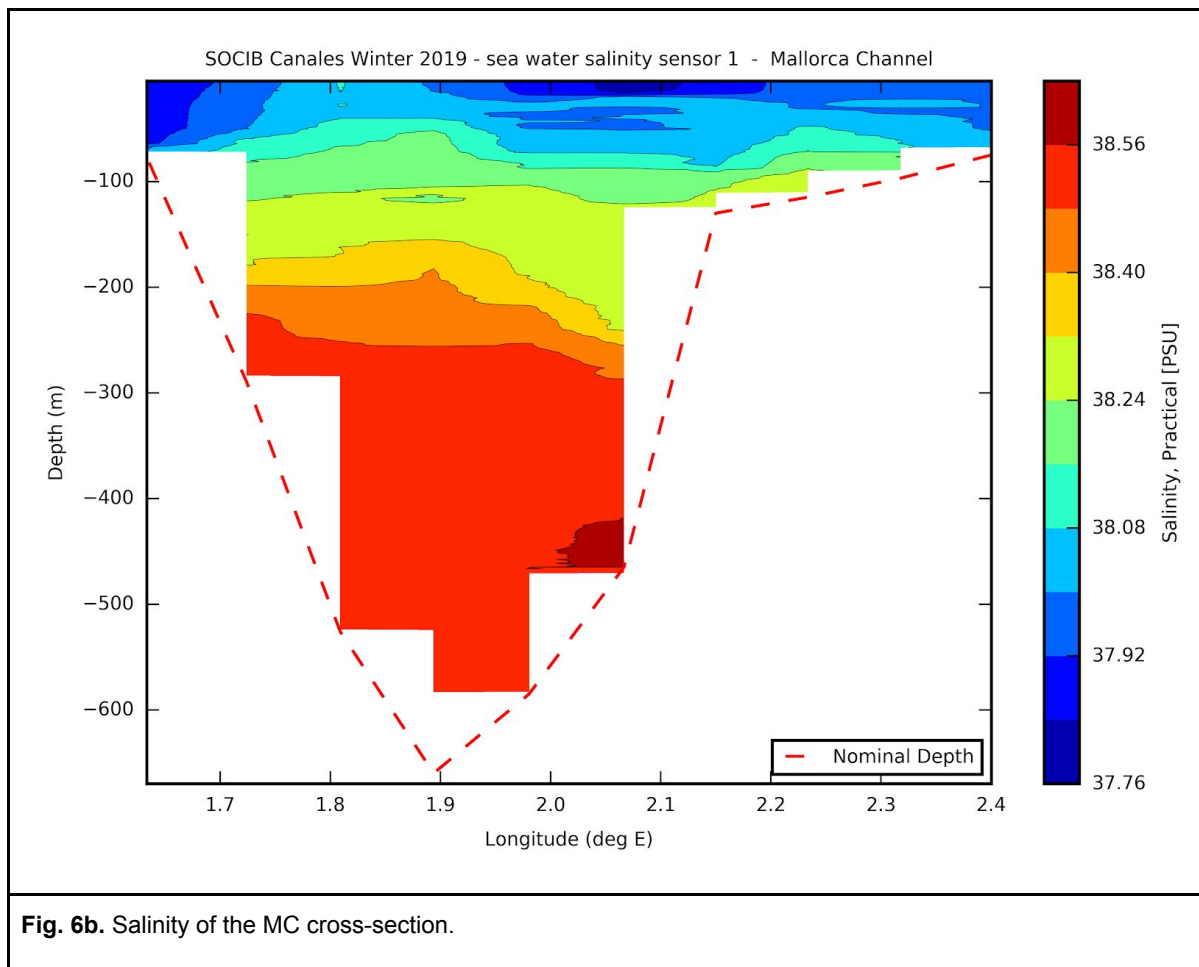 SOCIB Canales Winter 2019 - sea water salinity sensor 1 - Mallorca Channel
−100
−200
−300
−400
−500
−600
Depth (m)
1.7 1.8 1.9 2.0 2.1 2.2 2.3 2.4
Longitude (deg E)
Nominal Depth
38.56
38.40
38.24
38.08
37.92
37.76
Salinity, Practical [PSU]
Fig. 6b. Salinity of the MC cross-section.